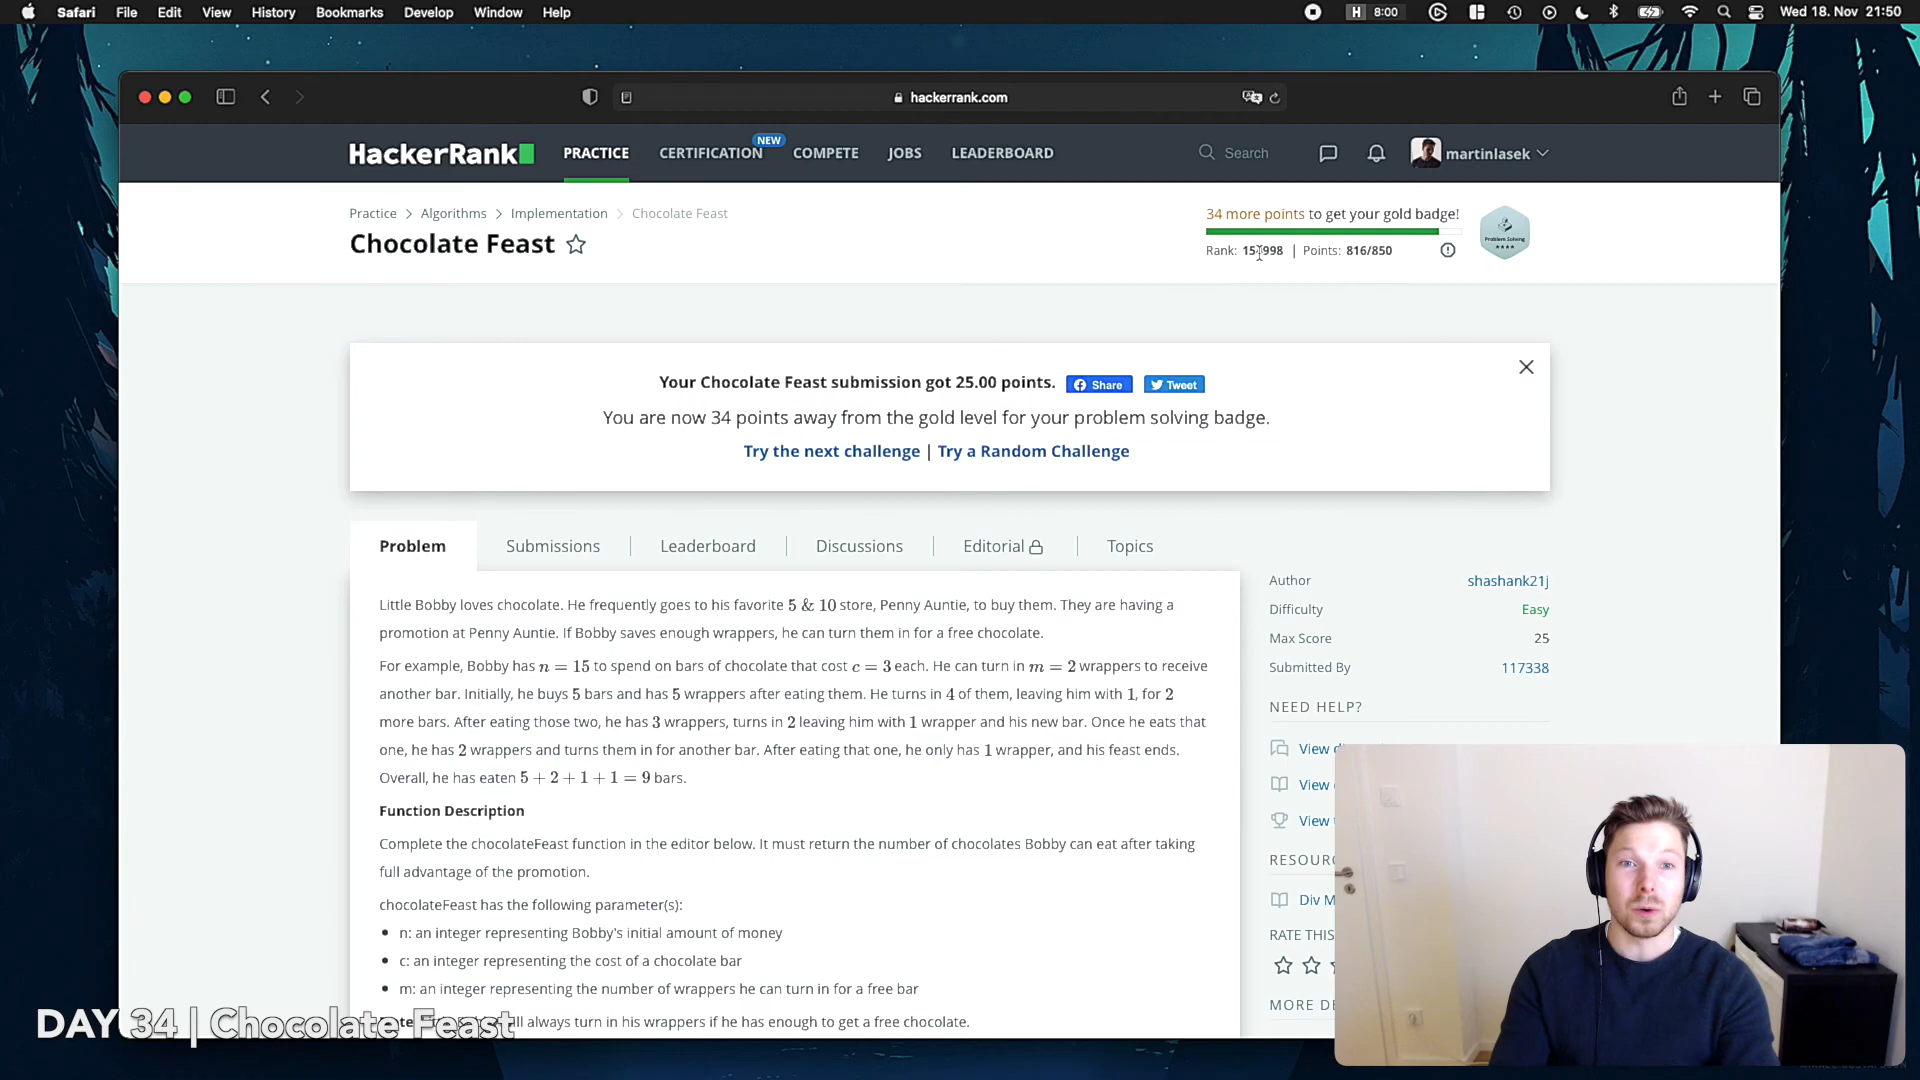 Safari File Edit View History Bookmarks Develop Window Help H 8:00 Wed 18. Nov 21:50
hackerrank.com
HackerRank PRACTICE CERTIFICATION NEW COMPETE JOBS LEADERBOARD Search martinlasek
Practice > Algorithms > Implementation > Chocolate Feast
Chocolate Feast
34 more points to get your gold badge!
Rank: 15998 | Points: 816/850
Problem Solving
Your Chocolate Feast submission got 25.00 points. Share Tweet
You are now 34 points away from the gold level for your problem solving badge.
Try the next challenge | Try a Random Challenge
Problem Submissions Leaderboard Discussions Editorial Topics
Little Bobby loves chocolate. He frequently goes to his favorite 5 & 10 store, Penny Auntie, to buy them. They are having a
promotion at Penny Auntie. If Bobby saves enough wrappers, he can turn them in for a free chocolate.
For example, Bobby has n = 15 to spend on bars of chocolate that cost c = 3 each. He can turn in m = 2 wrappers to receive
another bar. Initially, he buys 5 bars and has 5 wrappers after eating them. He turns in 4 of them, leaving him with 1, for 2
more bars. After eating those two, he has 3 wrappers, turns in 2 leaving him with 1 wrapper and his new bar. Once he eats that
one, he has 2 wrappers and turns them in for another bar. After eating that one, he only has 1 wrapper, and his feast ends.
Overall, he has eaten 5 + 2 + 1 + 1 = 9 bars.
Function Description
Complete the chocolateFeast function in the editor below. It must return the number of chocolates Bobby can eat after taking
full advantage of the promotion.
chocolateFeast has the following parameter(s):
• n: an integer representing Bobby's initial amount of money
• c: an integer representing the cost of a chocolate bar
• m: an integer representing the number of wrappers he can turn in for a free bar
always turn in his wrappers if he has enough to get a free chocolate.
Author shashank21j
Difficulty Easy
Max Score 25
Submitted By 117338
NEED HELP?
View
View
View
RESOURC
Div M
RATE THIS
MORE DE
DAY 34 | Chocolate Feast